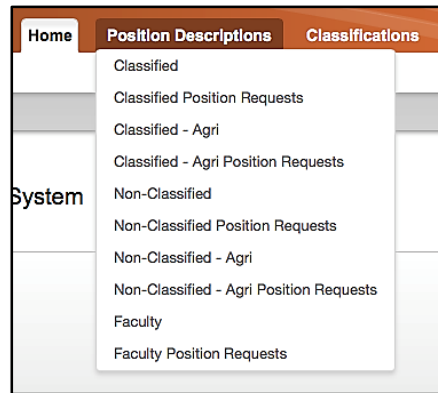 Home Position Descriptions Classifications
Classified
Classified Position Requests
Classified - Agri
Classified - Agri Position Requests
System
Non-Classified
Non-Classified Position Requests
Non-Classified - Agri
Non-Classified - Agri Position Requests
Faculty
Faculty Position Requests